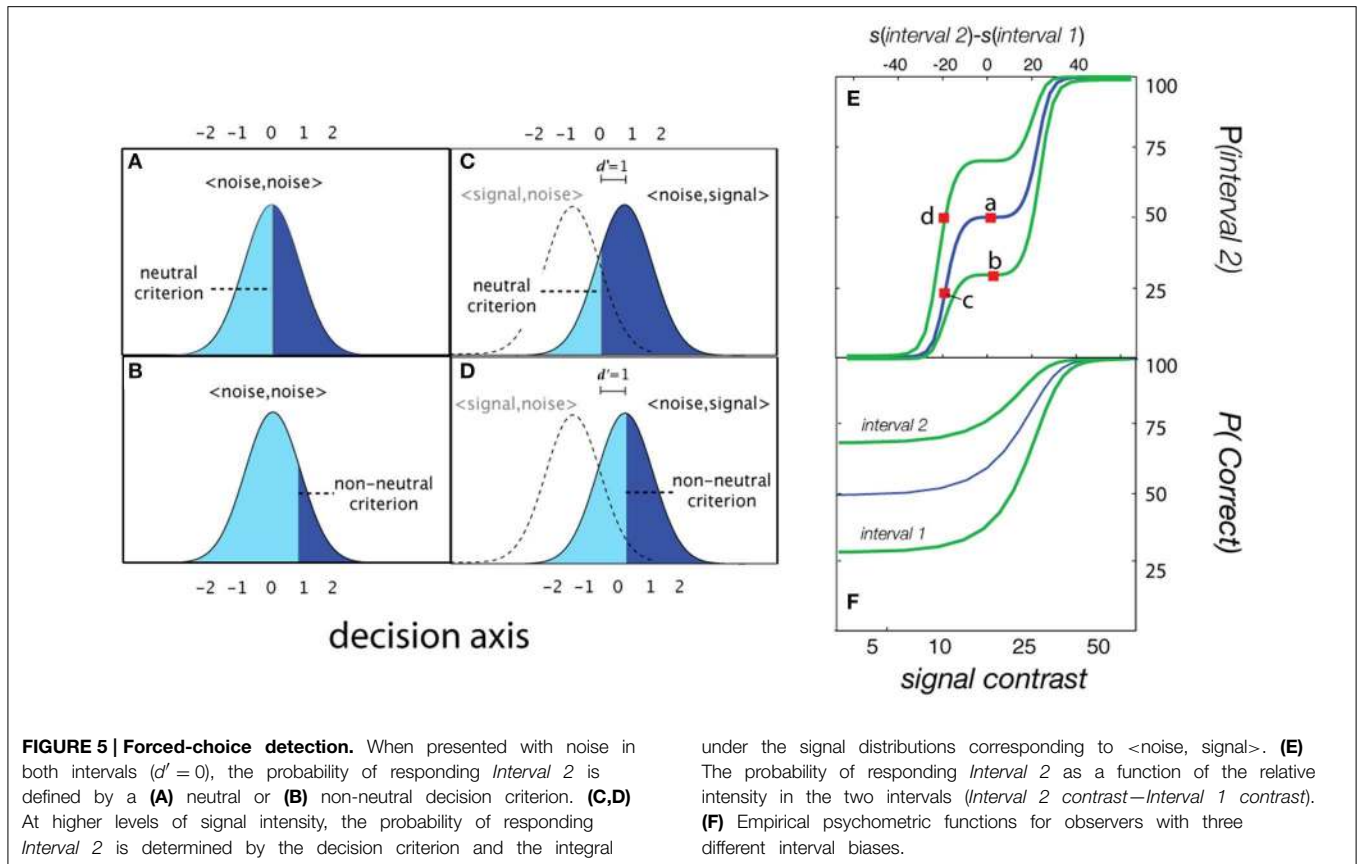 -2 -1 0 1 2
A
<noise,noise>
neutral
criterion
B
<noise,noise>
non-neutral
criterion
-2 -1 0 1 2
-2 -1 0 1 2
C
d'=1
<signal,noise>
<noise,signal>
neutral
criterion
D
d'=1
<signal,noise>
<noise,signal>
non-neutral
criterion
-2 -1 0 1 2
decision axis
s(interval 2)-s(interval 1)
-40 -20 0 20 40
E
100
75
50
25
d
a
b
c
P(interval 2)
100
75
50
25
interval 2
interval 1
F
P( Correct)
5 10 25 50
signal contrast
FIGURE 5 | Forced-choice detection. When presented with noise in
both intervals (d′ = 0), the probability of responding Interval 2 is
defined by a (A) neutral or (B) non-neutral decision criterion. (C,D)
At higher levels of signal intensity, the probability of responding
Interval 2 is determined by the decision criterion and the integral
under the signal distributions corresponding to <noise, signal>. (E)
The probability of responding Interval 2 as a function of the relative
intensity in the two intervals (Interval 2 contrast—Interval 1 contrast).
(F) Empirical psychometric functions for observers with three
different interval biases.